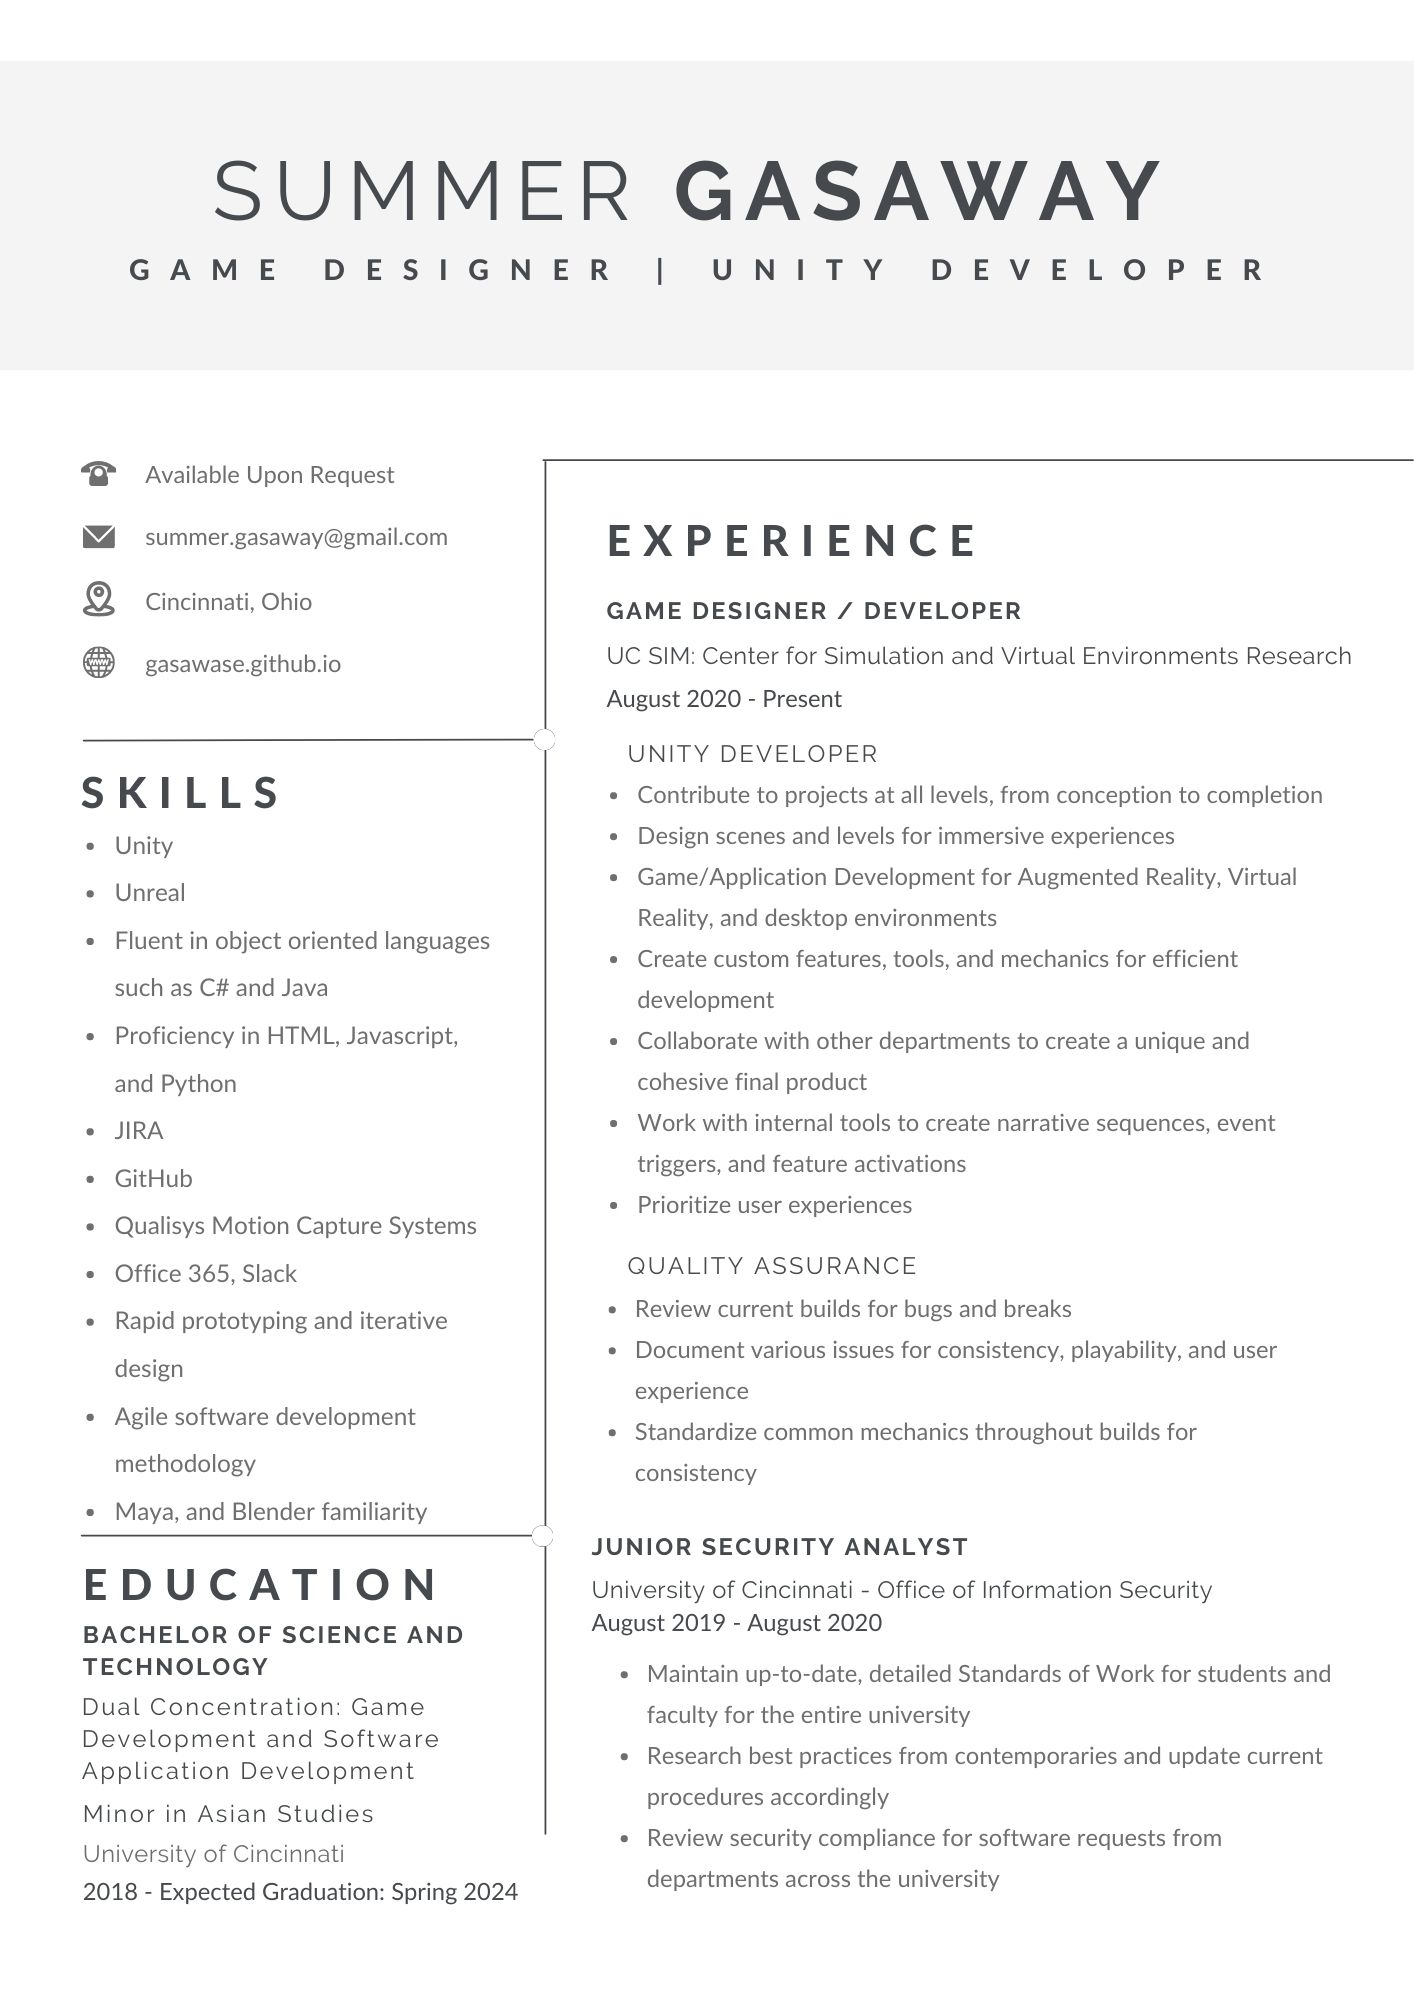 SUMMER GASAWAY
GAME DESIGNER | UNITY DEVELOPER
Available Upon Request
summer.gasaway@gmail.com
Cincinnati, Ohio
gasawase.github.io
SKILLS
• Unity
• Unreal
• Fluent in object oriented languages
such as C# and Java
• Proficiency in HTML, Javascript,
and Python
• JIRA
• GitHub
• Qualisys Motion Capture Systems
• Office 365, Slack
• Rapid prototyping and iterative
design
• Agile software development
methodology
• Maya, and Blender familiarity
EDUCATION
BACHELOR OF SCIENCE AND
TECHNOLOGY
Dual Concentration: Game
Development and Software
Application Development
Minor in Asian Studies
University of Cincinnati
2018 - Expected Graduation: Spring 2024
EXPERIENCE
GAME DESIGNER / DEVELOPER
UC SIM: Center for Simulation and Virtual Environments Research
August 2020 - Present
UNITY DEVELOPER
• Contribute to projects at all levels, from conception to completion
• Design scenes and levels for immersive experiences
• Game/Application Development for Augmented Reality, Virtual
Reality, and desktop environments
• Create custom features, tools, and mechanics for efficient
development
• Collaborate with other departments to create a unique and
cohesive final product
• Work with internal tools to create narrative sequences, event
triggers, and feature activations
• Prioritize user experiences
QUALITY ASSURANCE
• Review current builds for bugs and breaks
• Document various issues for consistency, playability, and user
experience
• Standardize common mechanics throughout builds for
consistency
JUNIOR SECURITY ANALYST
University of Cincinnati - Office of Information Security
August 2019 - August 2020
• Maintain up-to-date, detailed Standards of Work for students and
faculty for the entire university
• Research best practices from contemporaries and update current
procedures accordingly
• Review security compliance for software requests from
departments across the university